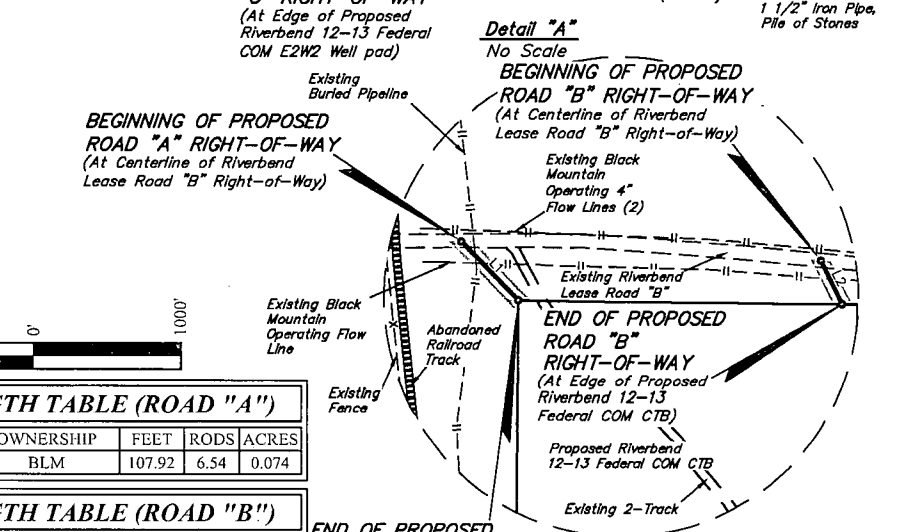 (At Edge of Proposed
Riverbend 12-13 Federal
COM E2W2 Well pad)
1 1/2" Iron Pipe,
Pile of Stones
Detail "A"
No Scale
Existing
Buried Pipeline
BEGINNING OF PROPOSED
ROAD "B" RIGHT-OF-WAY
(At Centerline of Riverbend
Lease Road "B" Right-of-Way)
BEGINNING OF PROPOSED
ROAD "A" RIGHT-OF-WAY
(At Centerline of Riverbend
Lease Road "B" Right-of-Way)
Existing Black
Mountain
Operating 4"
Flow Lines (2)
L1
Existing Riverbend
Lease Road "B"
Existing Black
Mountain
Operating Flow
Line
Abandoned
Railroad
Track
Existing
Fence
END OF PROPOSED
ROAD "B"
RIGHT-OF-WAY
(At Edge of Proposed
Riverbend 12-13
Federal COM CTB)
Proposed Riverbend
12-13 Federal COM CTB
Existing 2-Track
0'
1000'
TH TABLE (ROAD "A")
OWNERSHIP FEET RODS ACRES
BLM 107.92 6.54 0.074
TH TABLE (ROAD "B")
END OF PROPOSED